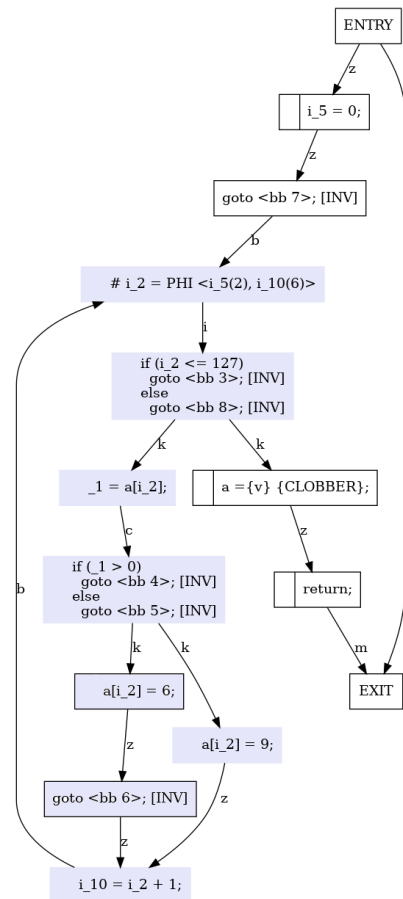 ENTRY
z
i_5 = 0;
z
goto <bb 7>; [INV]
b
# i_2 = PHI <i_5(2), i_10(6)>
i
if (i_2 <= 127)
goto <bb 3>; [INV]
else
goto <bb 8>; [INV]
k
k
_1 = a[i_2];
a ={v} {CLOBBER};
c
z
if (_1 > 0)
goto <bb 4>; [INV]
else
goto <bb 5>; [INV]
return;
b
k
k
m
a[i_2] = 6;
EXIT
z
a[i_2] = 9;
goto <bb 6>; [INV]
z
z
i_10 = i_2 + 1;